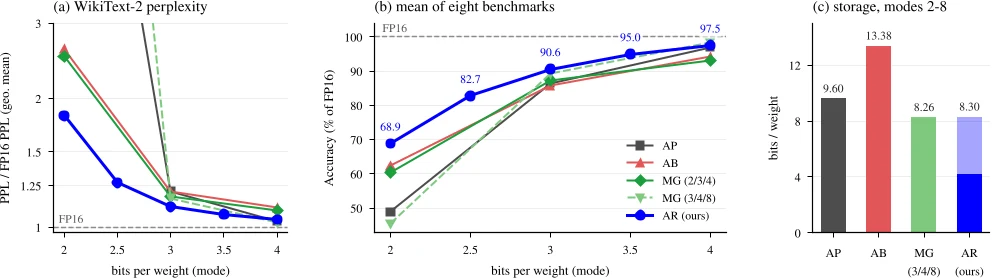 (a) WikiText-2 perplexity
PPL / FP16 PPL (geo. mean)
3
2
1.5
1.25
1
FP16
2
2.5
3
3.5
4
bits per weight (mode)
(b) mean of eight benchmarks
Accuracy (% of FP16)
100
90
80
70
60
50
FP16
68.9
82.7
90.6
95.0
97.5
AP
AB
MG (2/3/4)
MG (3/4/8)
AR (ours)
2
2.5
3
3.5
4
bits per weight (mode)
(c) storage, modes 2-8
bits / weight
12
8
4
0
9.60
13.38
8.26
8.30
AP
AB
MG
(3/4/8)
AR
(ours)